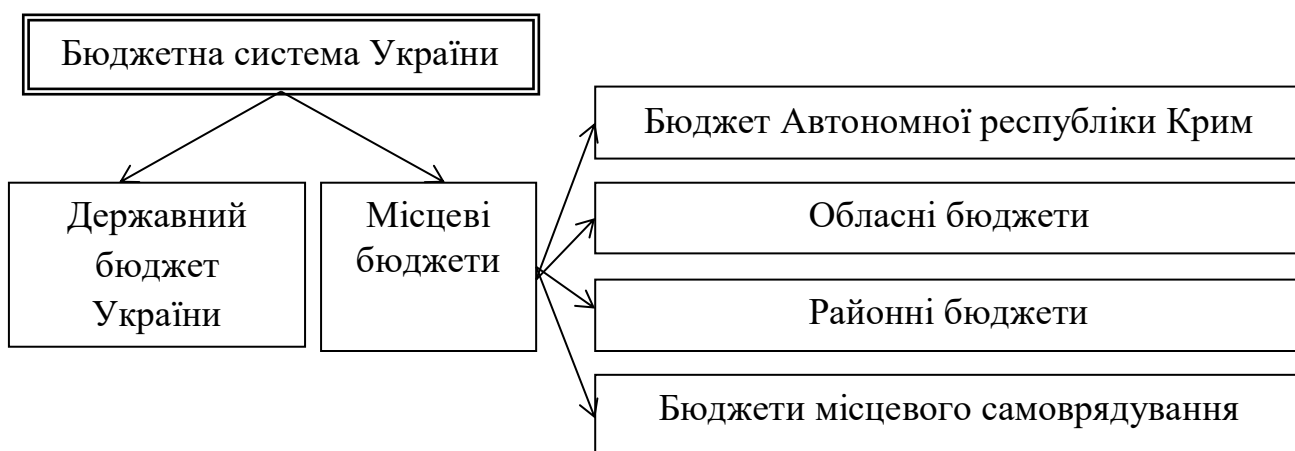 Бюджетна система України
Державний
бюджет
України
Місцеві
бюджети
Бюджет Автономної республіки Крим
Обласні бюджети
Районні бюджети
Бюджети місцевого самоврядування